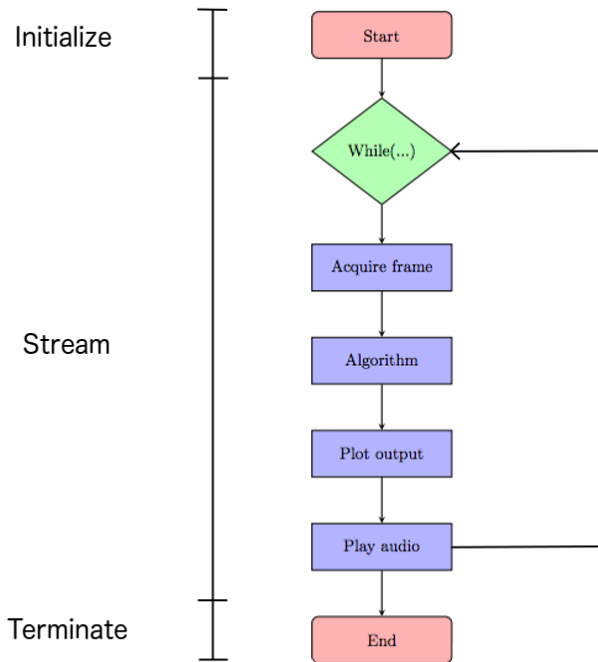 Initialize
Start
While(...)
Acquire frame
Stream
Algorithm
Plot output
Play audio
Terminate
End